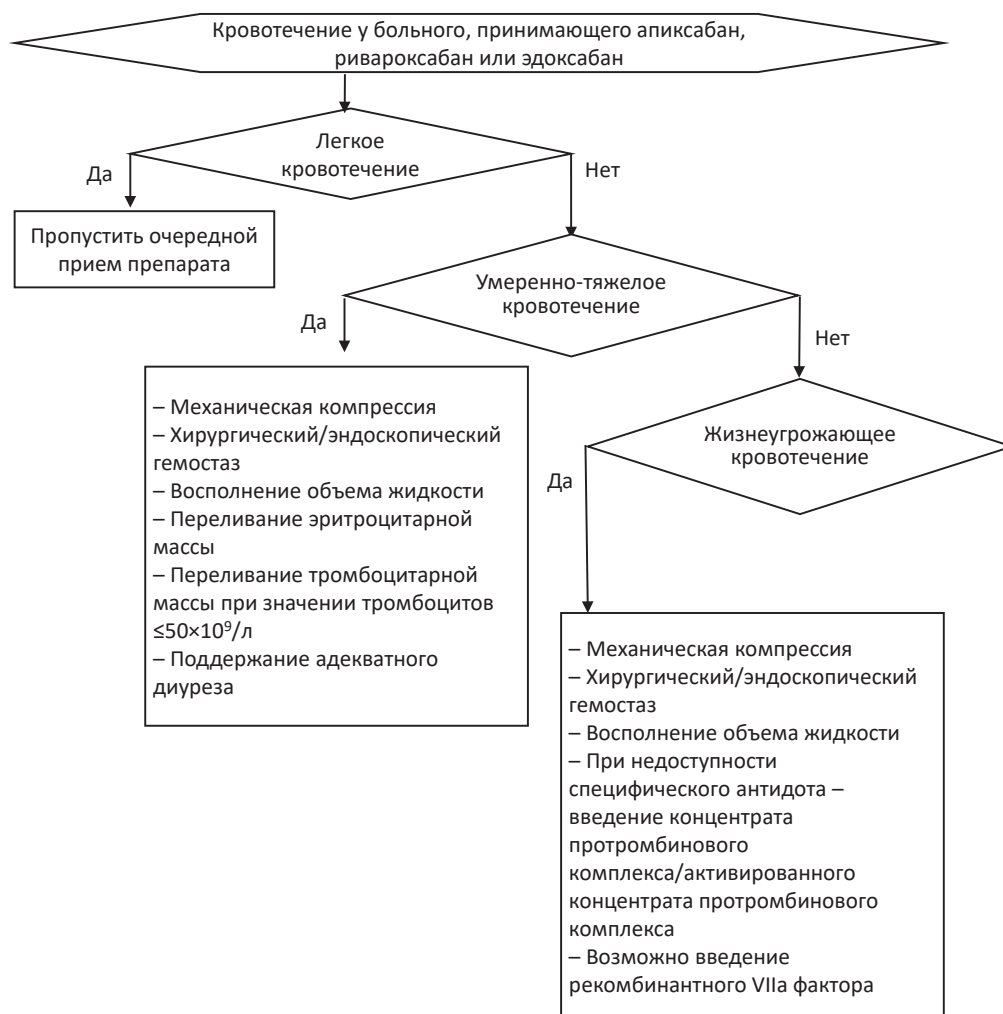 Кровотечение у больного, принимающего апиксабан,
ривароксабан или эдоксабан
Легкое
кровотечение
Да
Нет
Пропустить очередной
прием препарата
Умеренно-тяжелое
кровотечение
Да
Нет
– Механическая компрессия
– Хирургический/эндоскопический
гемостаз
– Восполнение объема жидкости
– Переливание эритроцитарной
массы
– Переливание тромбоцитарной
массы при значении тромбоцитов
≤50×10⁹/л
– Поддержание адекватного
диуреза
Жизнеугрожающее
кровотечение
Да
– Механическая компрессия
– Хирургический/эндоскопический
гемостаз
– Восполнение объема жидкости
– При недоступности
специфического антидота –
введение концентрата
протромбинового
комплекса/активированного
концентрата протромбинового
комплекса
– Возможно введение
рекомбинантного VIIa фактора